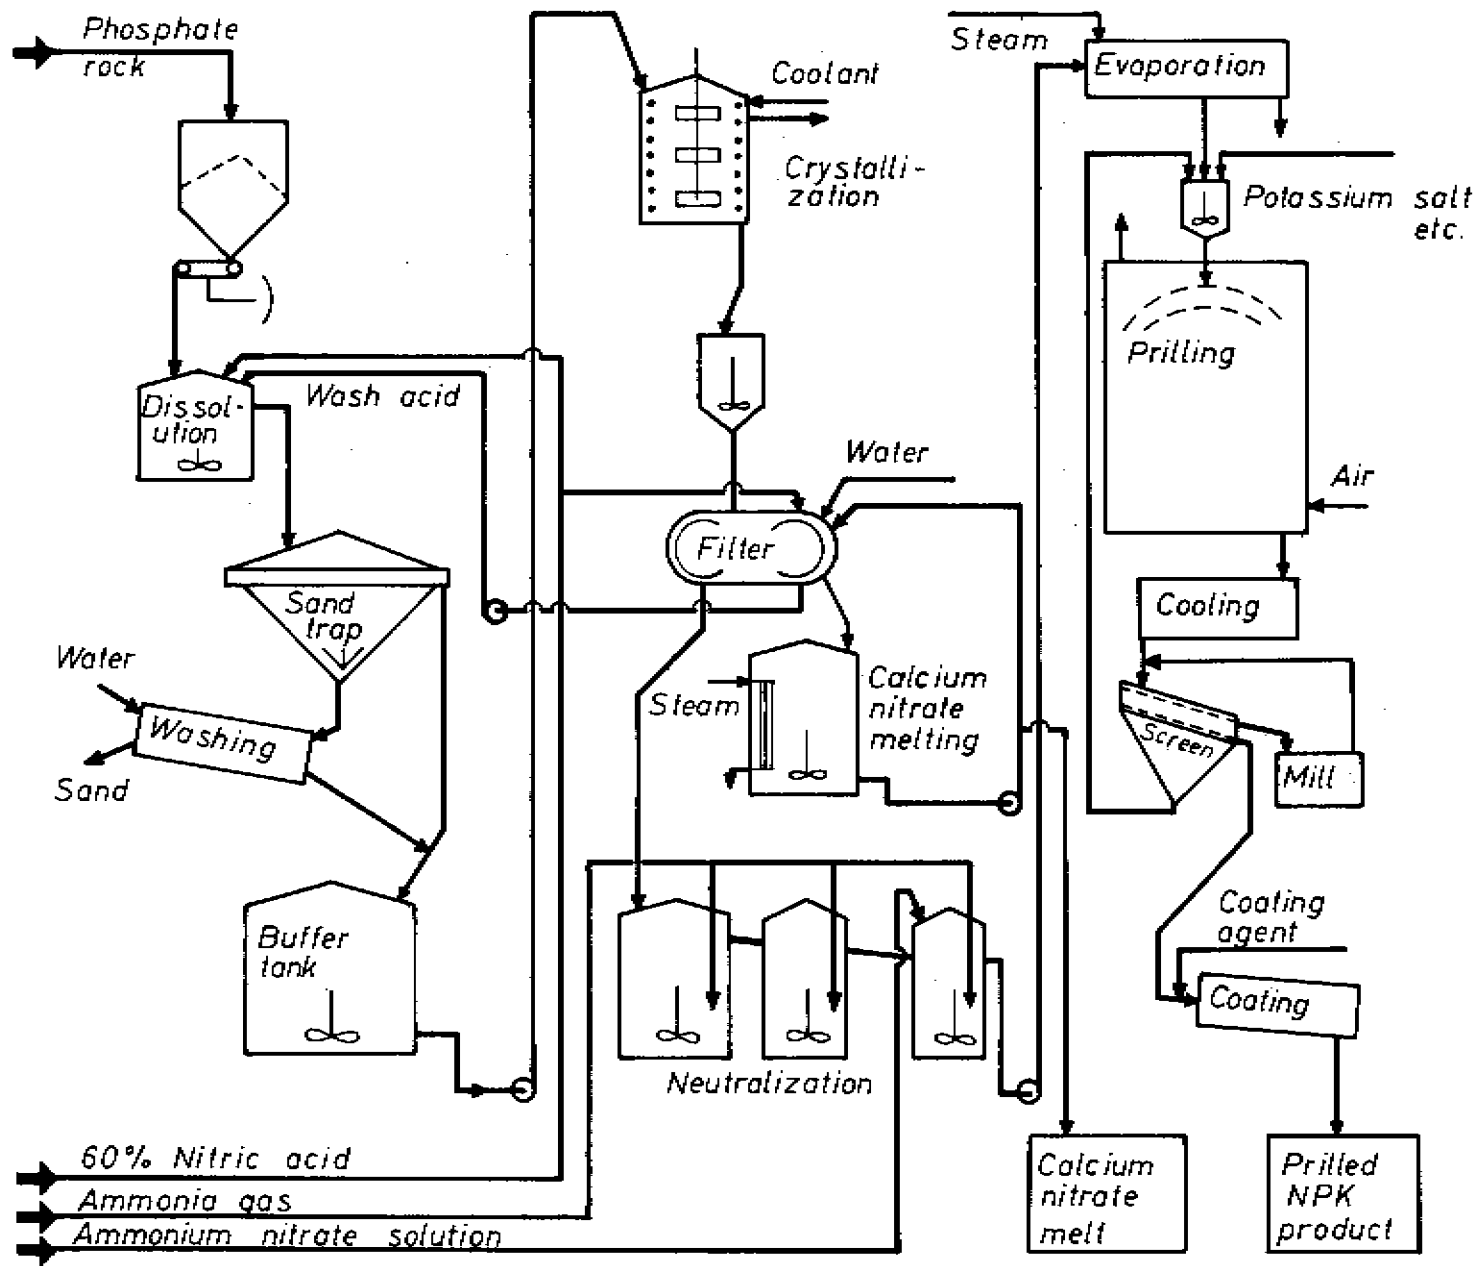 Phosphate
rock
Steam
Evaporation
Coolant
Crystalli-
zation
Potassium salt
etc.
Prilling
Wash acid
Dissol-
ution
Water
Air
Filter
Sand
trap
Cooling
Water
Washing
Sand
Steam
Calcium
nitrate
melting
Screen
Mill
Buffer
tank
Coating
agent
Coating
Neutralization
60% Nitric acid
Ammonia gas
Ammonium nitrate solution
Calcium
nitrate
melt
Prilled
NPK
product